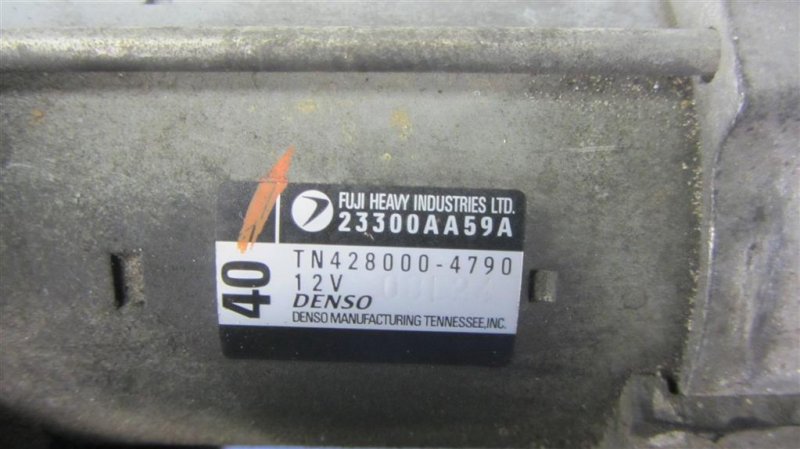 FUJI HEAVY INDUSTRIES LTD.
23300AA59A
40
TN428000-4790
12V
DENSO
DENSO MANUFACTURING TENNESSEE,INC.